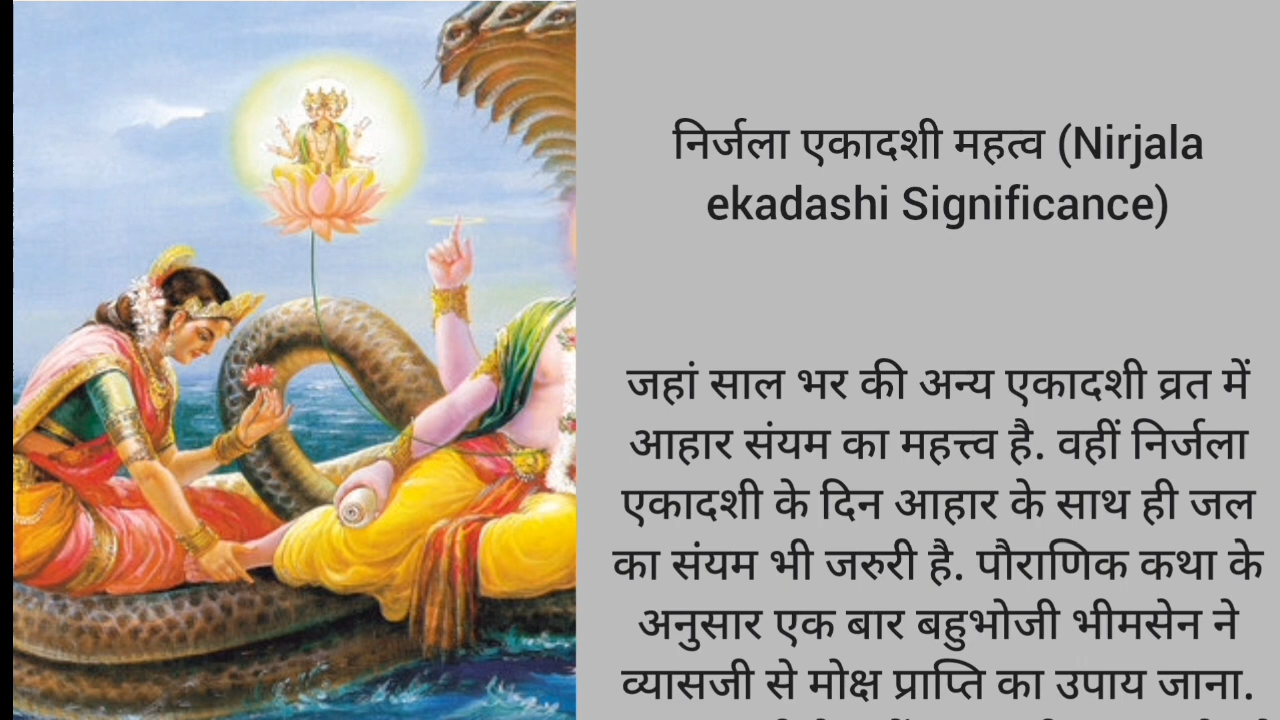 निर्जला एकादशी महत्व (Nirjala
ekadashi Significance)
जहां साल भर की अन्य एकादशी व्रत में
आहार संयम का महत्त्व है. वहीं निर्जला
एकादशी के दिन आहार के साथ ही जल
का संयम भी जरुरी है. पौराणिक कथा के
अनुसार एक बार बहुभोजी भीमसेन ने
व्यासजी से मोक्ष प्राप्ति का उपाय जाना.